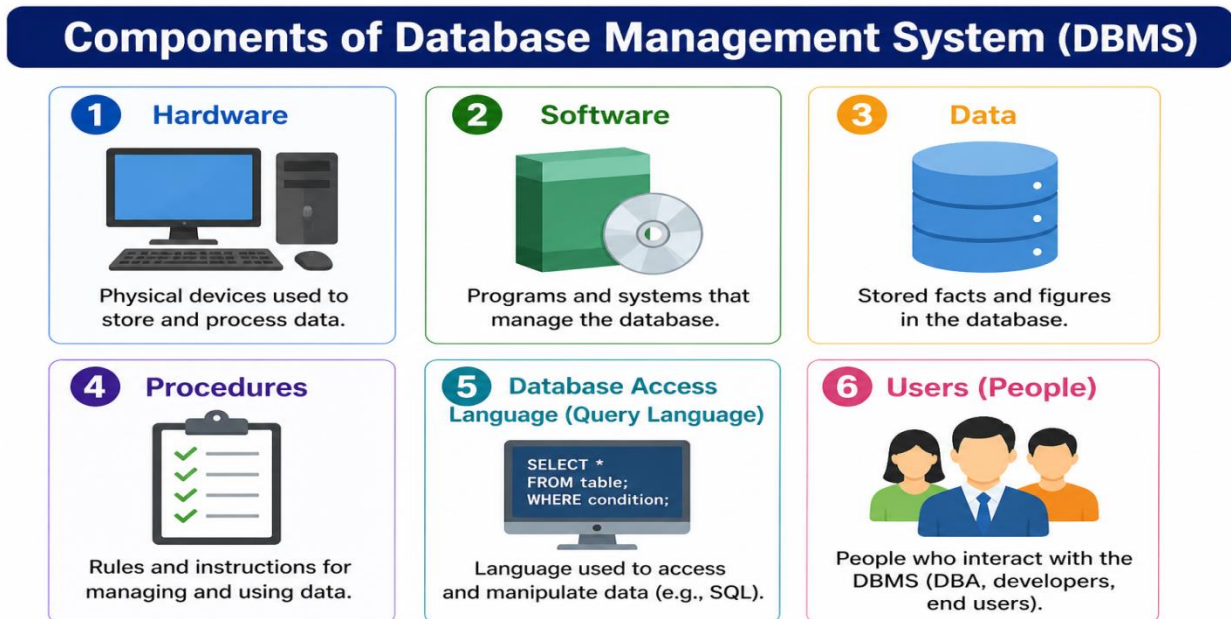 Components of Database Management System (DBMS)
1 Hardware
Physical devices used to
store and process data.
2 Software
Programs and systems that
manage the database.
3 Data
Stored facts and figures
in the database.
4 Procedures
Rules and instructions for
managing and using data.
5 Database Access
Language (Query Language)
SELECT *
FROM table;
WHERE condition;
Language used to access
and manipulate data (e.g., SQL).
6 Users (People)
People who interact with the
DBMS (DBA, developers,
end users).